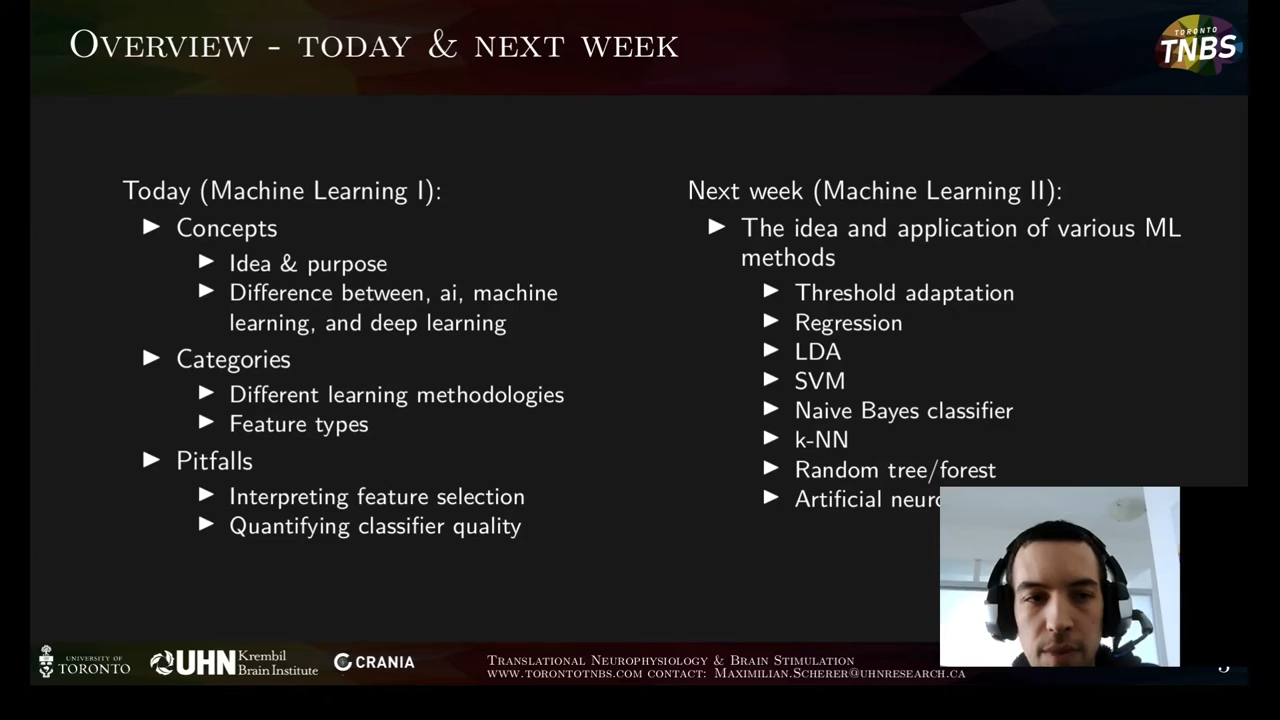 Overview - today & next week
TORONTO
TNBS
Today (Machine Learning I):
Concepts
Idea & purpose
Difference between, ai, machine
learning, and deep learning
Categories
Different learning methodologies
Feature types
Pitfalls
Interpreting feature selection
Quantifying classifier quality
Next week (Machine Learning II):
The idea and application of various ML
methods
Threshold adaptation
Regression
LDA
SVM
Naive Bayes classifier
k-NN
Random tree/forest
Artificial
UNIVERSITY OF
TORONTO
UHN
Krembil
Brain Institute
CRANIA
Translational Neurophysiology & Brain Stimulation
www.torontotnbs.com contact: Maximilian.Scherer@uhnresearch.ca